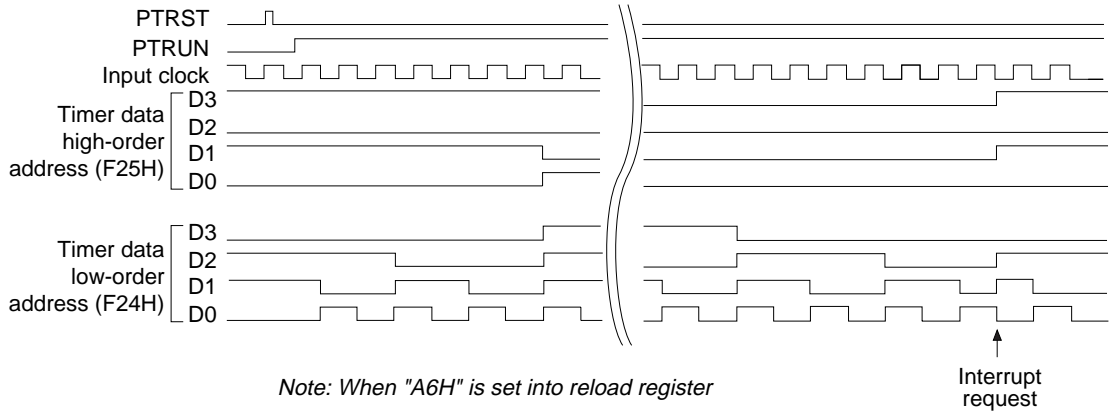 PTRST
PTRUN
Input clock
Timer data
high-order
address (F25H)
D3
D2
D1
D0
Timer data
low-order
address (F24H)
D3
D2
D1
D0
Note: When "A6H" is set into reload register
Interrupt
request